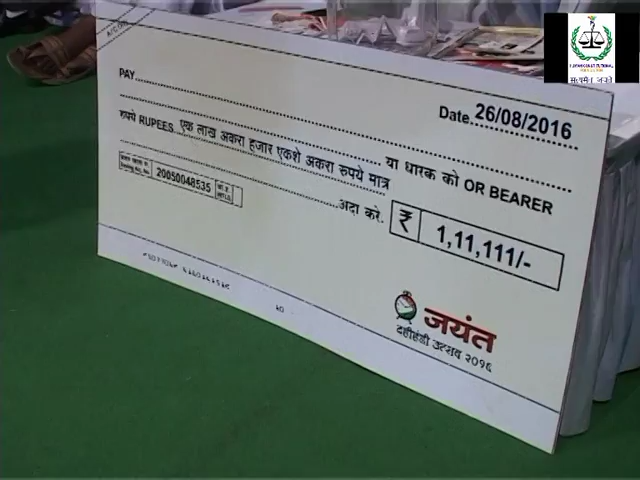 A/C PAYEE
PAY
Date 26/08/2016
या धारक को OR BEARER
रुपये RUPEES एक लाख अकरा हजार एकशे अकरा रुपये मात्र
अदा करे.
₹ 1,11,111/-
20050048535
जयंत
दहीहंडी उत्सव २०१६